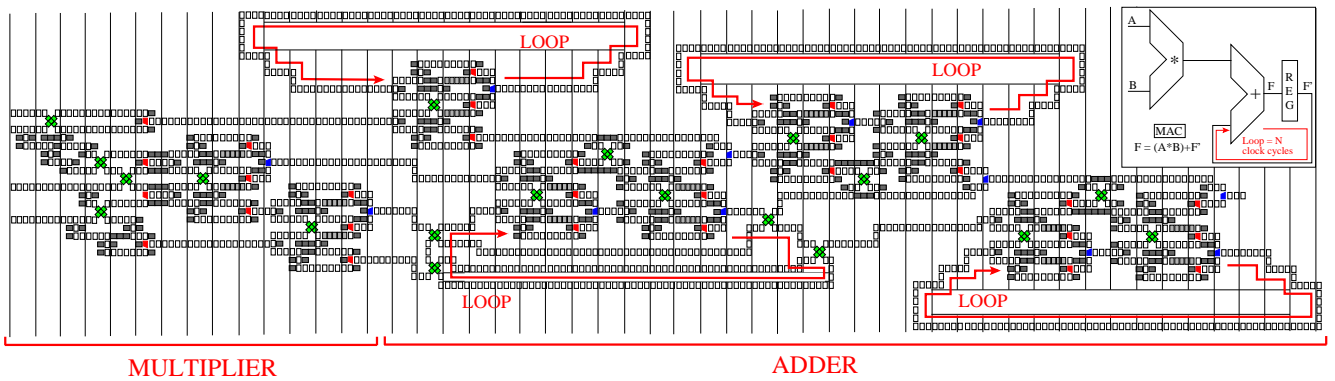 LOOP
LOOP
LOOP
LOOP
MULTIPLIER
ADDER
A
B
*
+
F
R
E
G
F'
MAC
F = (A*B)+F'
Loop = N
clock cycles